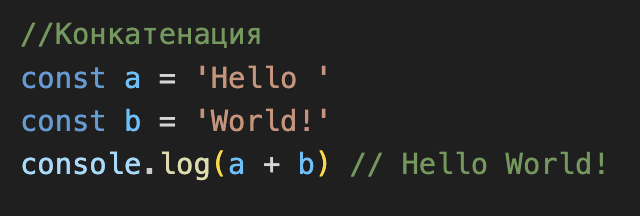 //Конкатенация
const a = 'Hello '
const b = 'World!'
console.log(a + b) // Hello World!